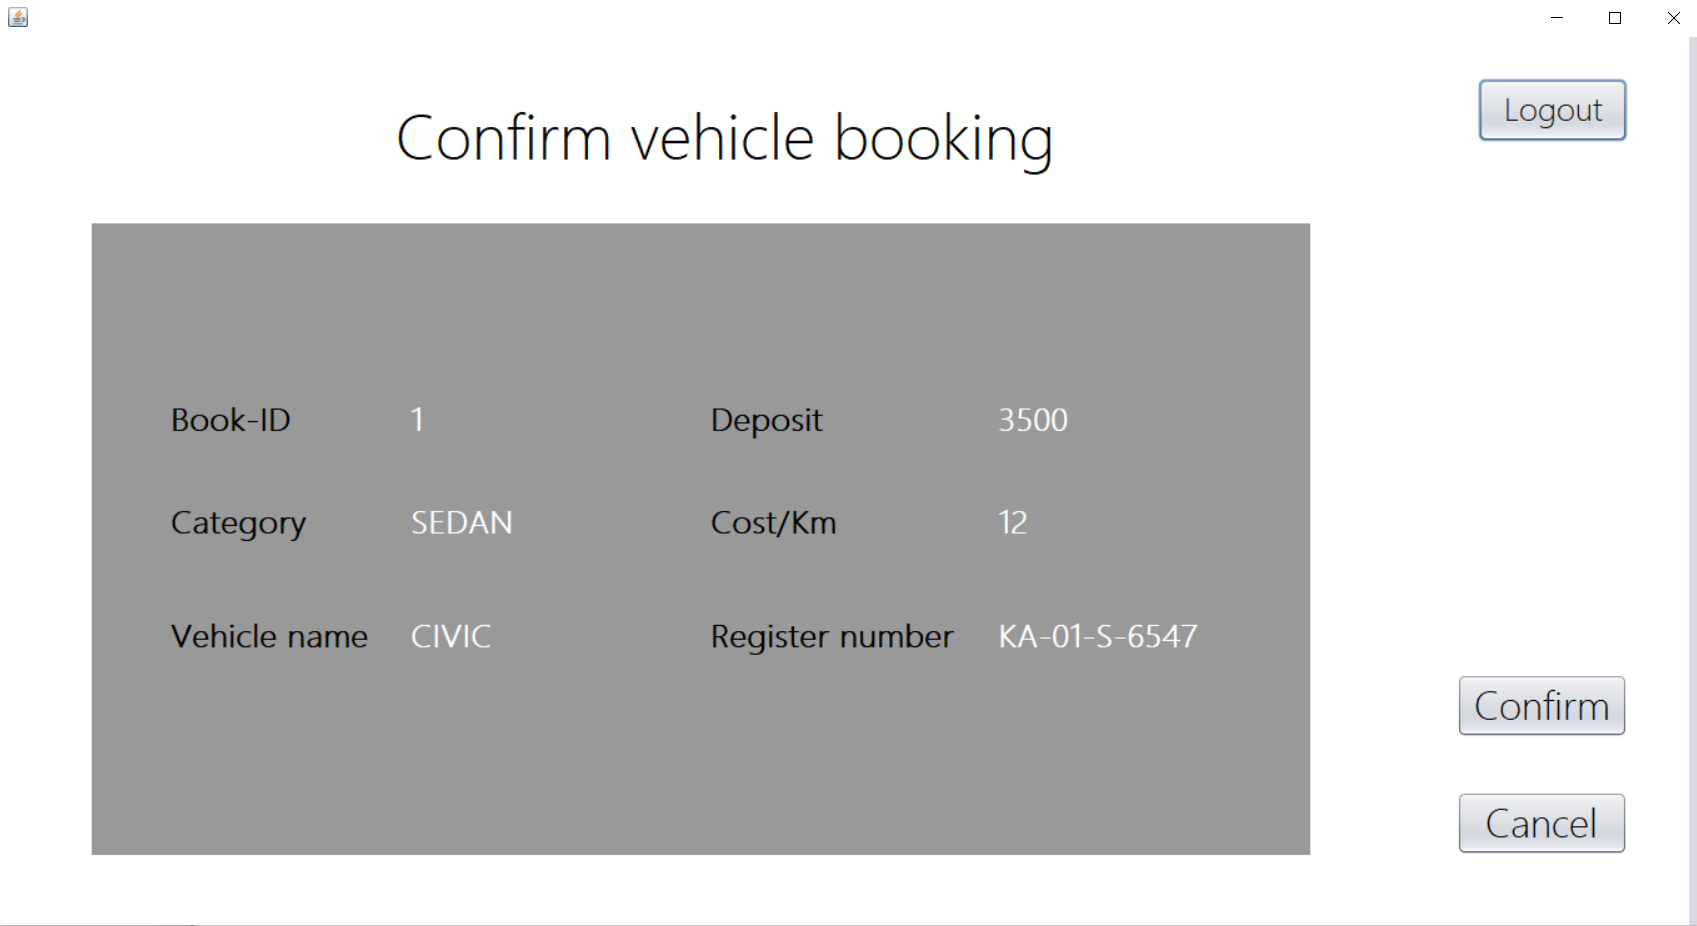 Logout
Confirm vehicle booking
Book-ID 1 Deposit 3500
Category SEDAN Cost/Km 12
Vehicle name CIVIC Register number KA-01-S-6547
Confirm
Cancel